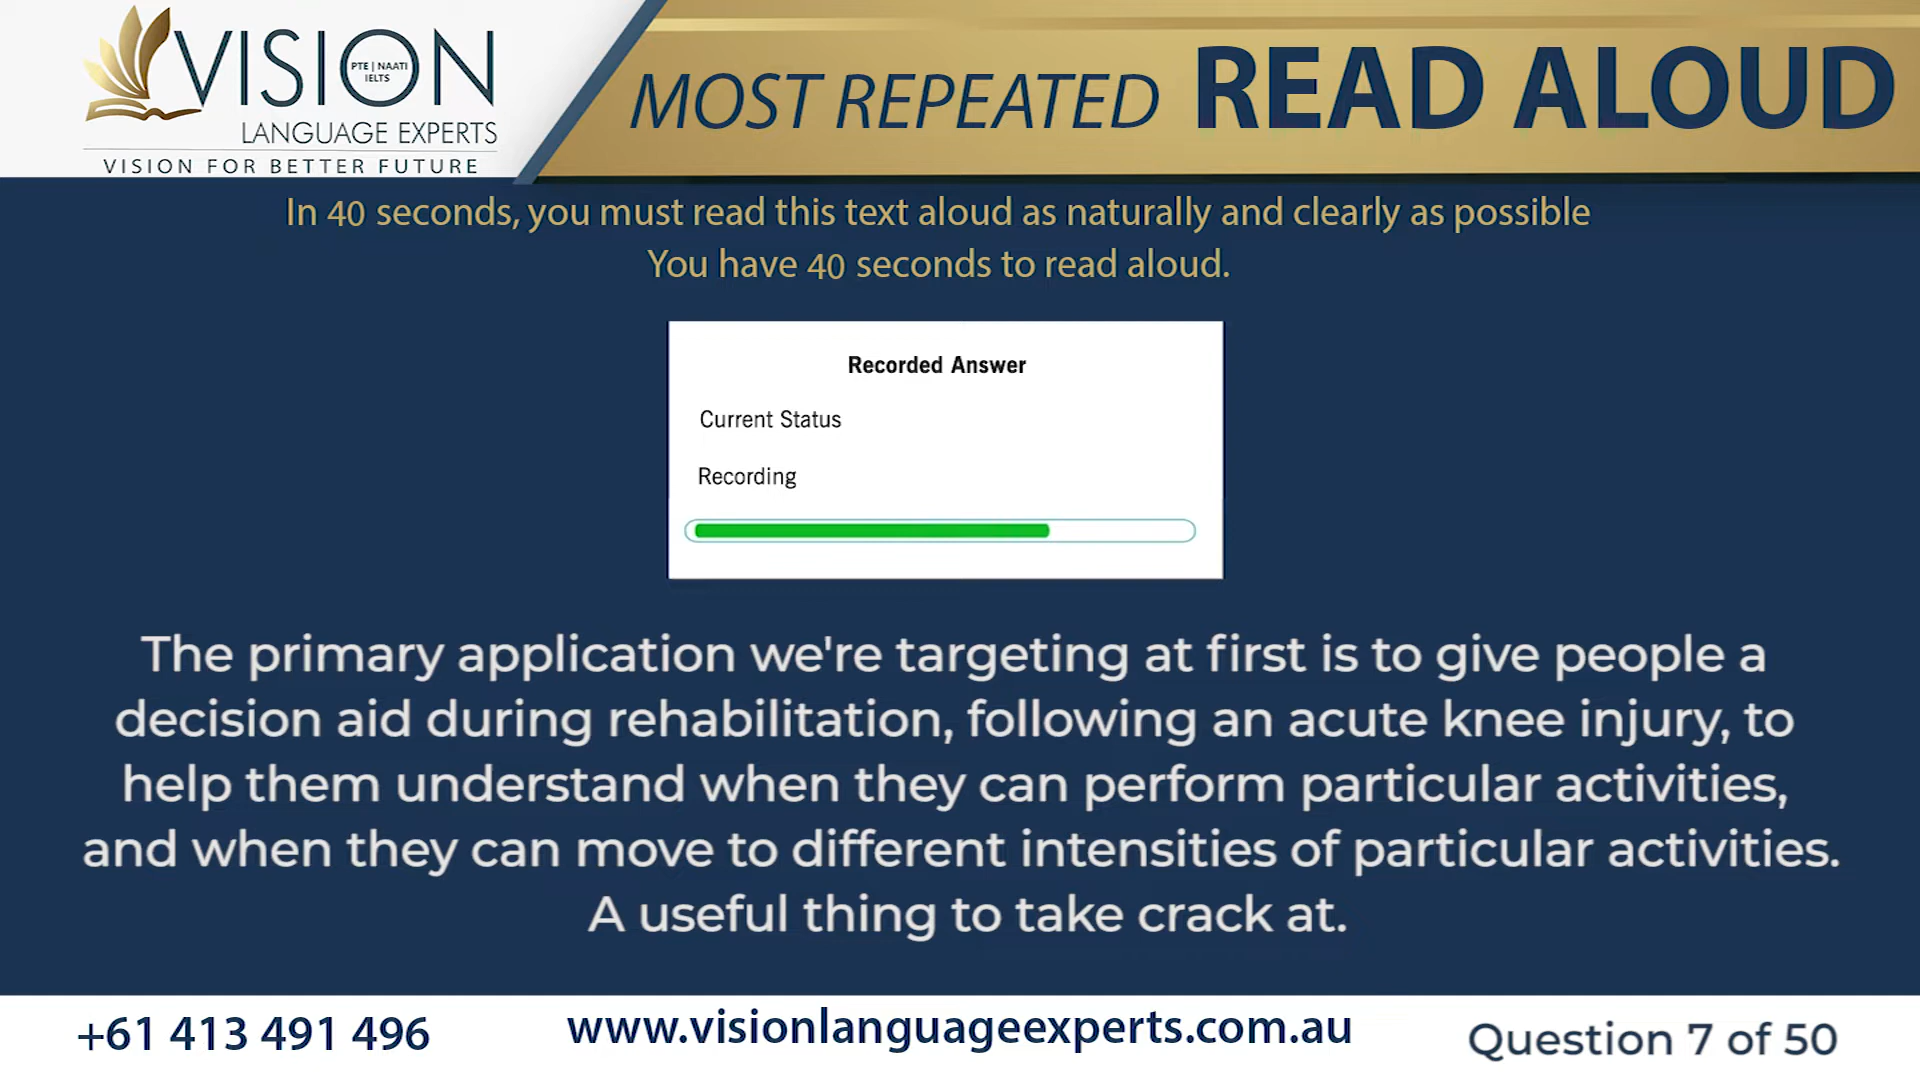 VISION
PTE | NAATI
IELTS
LANGUAGE EXPERTS
VISION FOR BETTER FUTURE
MOST REPEATED READ ALOUD
In 40 seconds, you must read this text aloud as naturally and clearly as possible
You have 40 seconds to read aloud.
Recorded Answer
Current Status
Recording
The primary application we're targeting at first is to give people a
decision aid during rehabilitation, following an acute knee injury, to
help them understand when they can perform particular activities,
and when they can move to different intensities of particular activities.
A useful thing to take crack at.
+61 413 491 496
www.visionlanguageexperts.com.au
Question 7 of 50